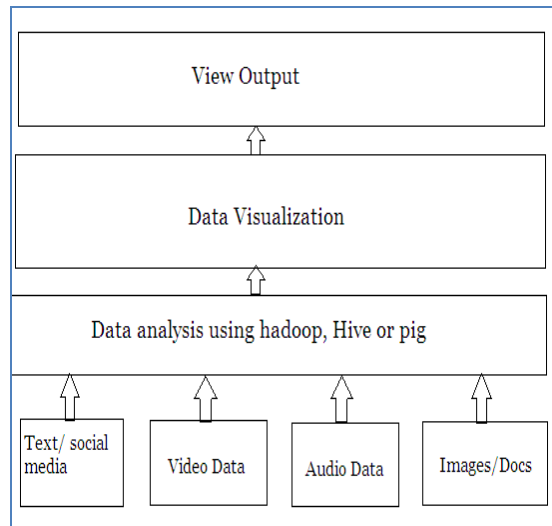 View Output
Data Visualization
Data analysis using hadoop, Hive or pig
Text/ social
media
Video Data
Audio Data
Images/Docs